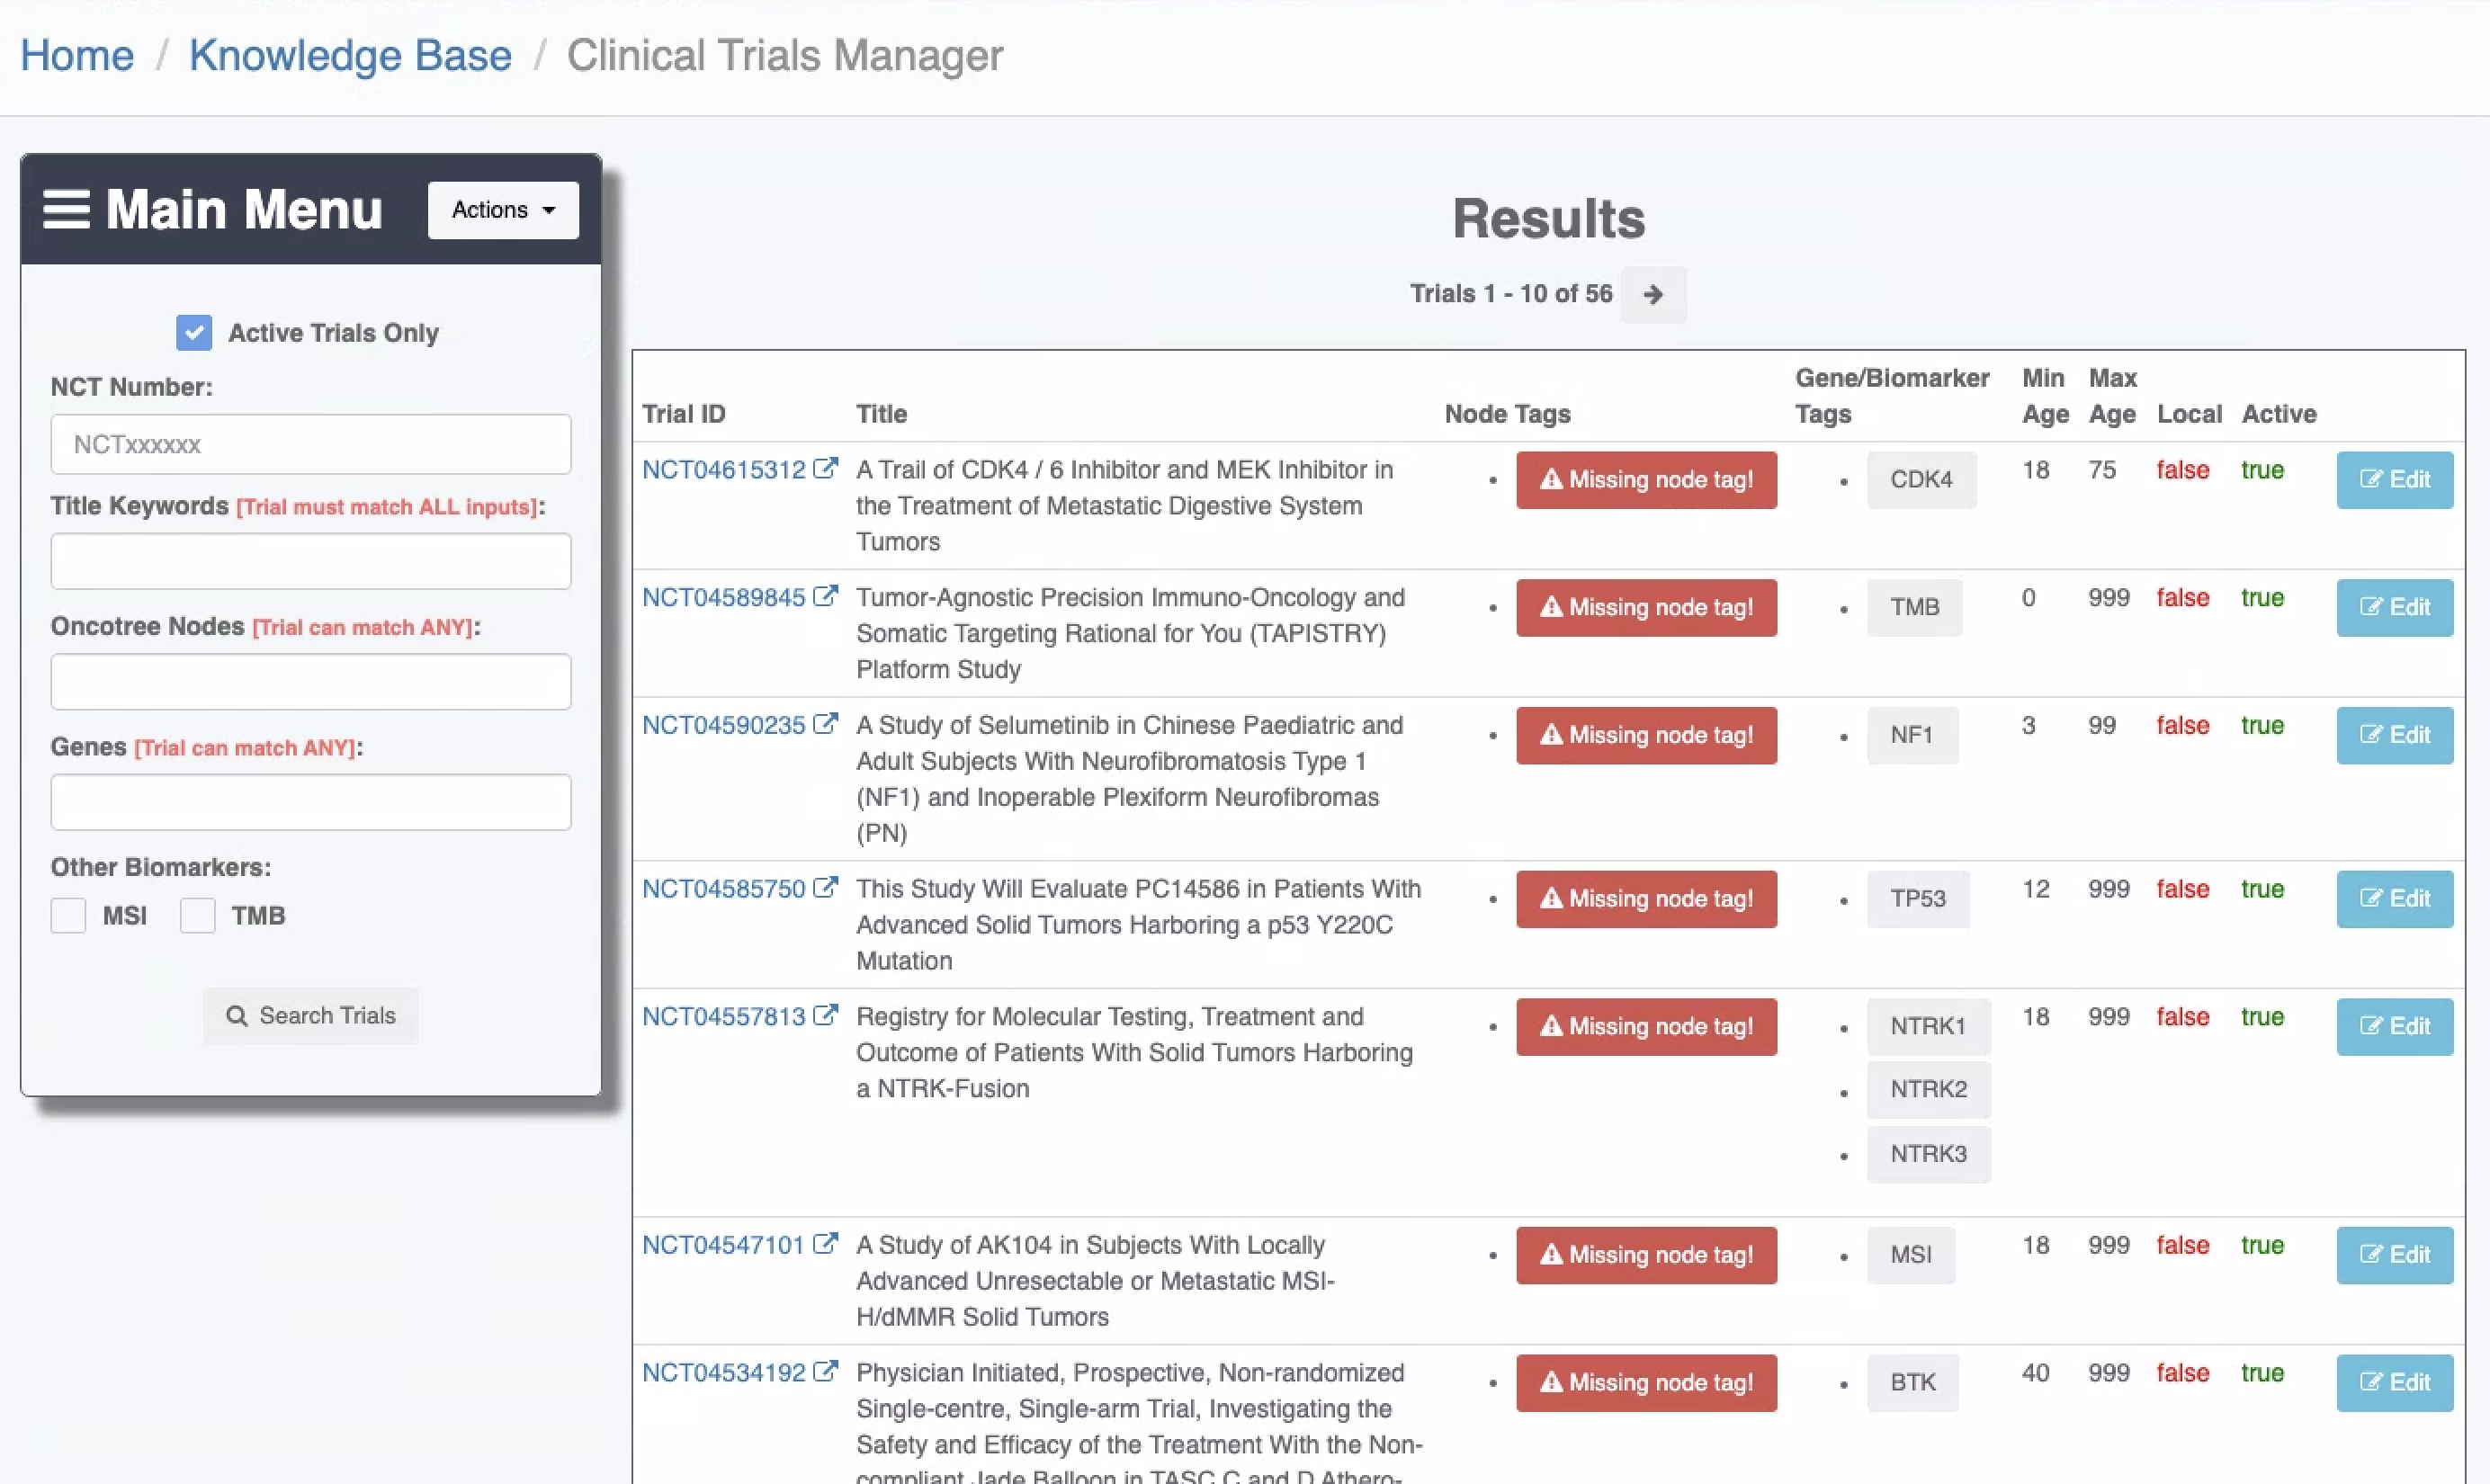 Home / Knowledge Base / Clinical Trials Manager
Main Menu
Actions
Active Trials Only
NCT Number:
NCTxxxxxx
Title Keywords [Trial must match ALL inputs]:
Oncotree Nodes [Trial can match ANY]:
Genes [Trial can match ANY]:
Other Biomarkers:
MSI TMB
Search Trials
Results
Trials 1 - 10 of 56
Trial ID Title Node Tags Gene/Biomarker Tags Min Age Max Age Local Active
NCT04615312 A Trail of CDK4 / 6 Inhibitor and MEK Inhibitor in Missing node tag! CDK4 18 75 false true Edit
the Treatment of Metastatic Digestive System
Tumors
NCT04589845 Tumor-Agnostic Precision Immuno-Oncology and Missing node tag! TMB 0 999 false true Edit
Somatic Targeting Rational for You (TAPISTRY)
Platform Study
NCT04590235 A Study of Selumetinib in Chinese Paediatric and Missing node tag! NF1 3 99 false true Edit
Adult Subjects With Neurofibromatosis Type 1
(NF1) and Inoperable Plexiform Neurofibromas
(PN)
NCT04585750 This Study Will Evaluate PC14586 in Patients With Missing node tag! TP53 12 999 false true Edit
Advanced Solid Tumors Harboring a p53 Y220C
Mutation
NCT04557813 Registry for Molecular Testing, Treatment and Missing node tag! NTRK1 18 999 false true Edit
Outcome of Patients With Solid Tumors Harboring
a NTRK-Fusion NTRK2
NTRK3
NCT04547101 A Study of AK104 in Subjects With Locally Missing node tag! MSI 18 999 false true Edit
Advanced Unresectable or Metastatic MSI-
H/dMMR Solid Tumors
NCT04534192 Physician Initiated, Prospective, Non-randomized Missing node tag! BTK 40 999 false true Edit
Single-centre, Single-arm Trial, Investigating the
Safety and Efficacy of the Treatment With the Non-
compliant Jade Balloon in TASC C and D Athero-